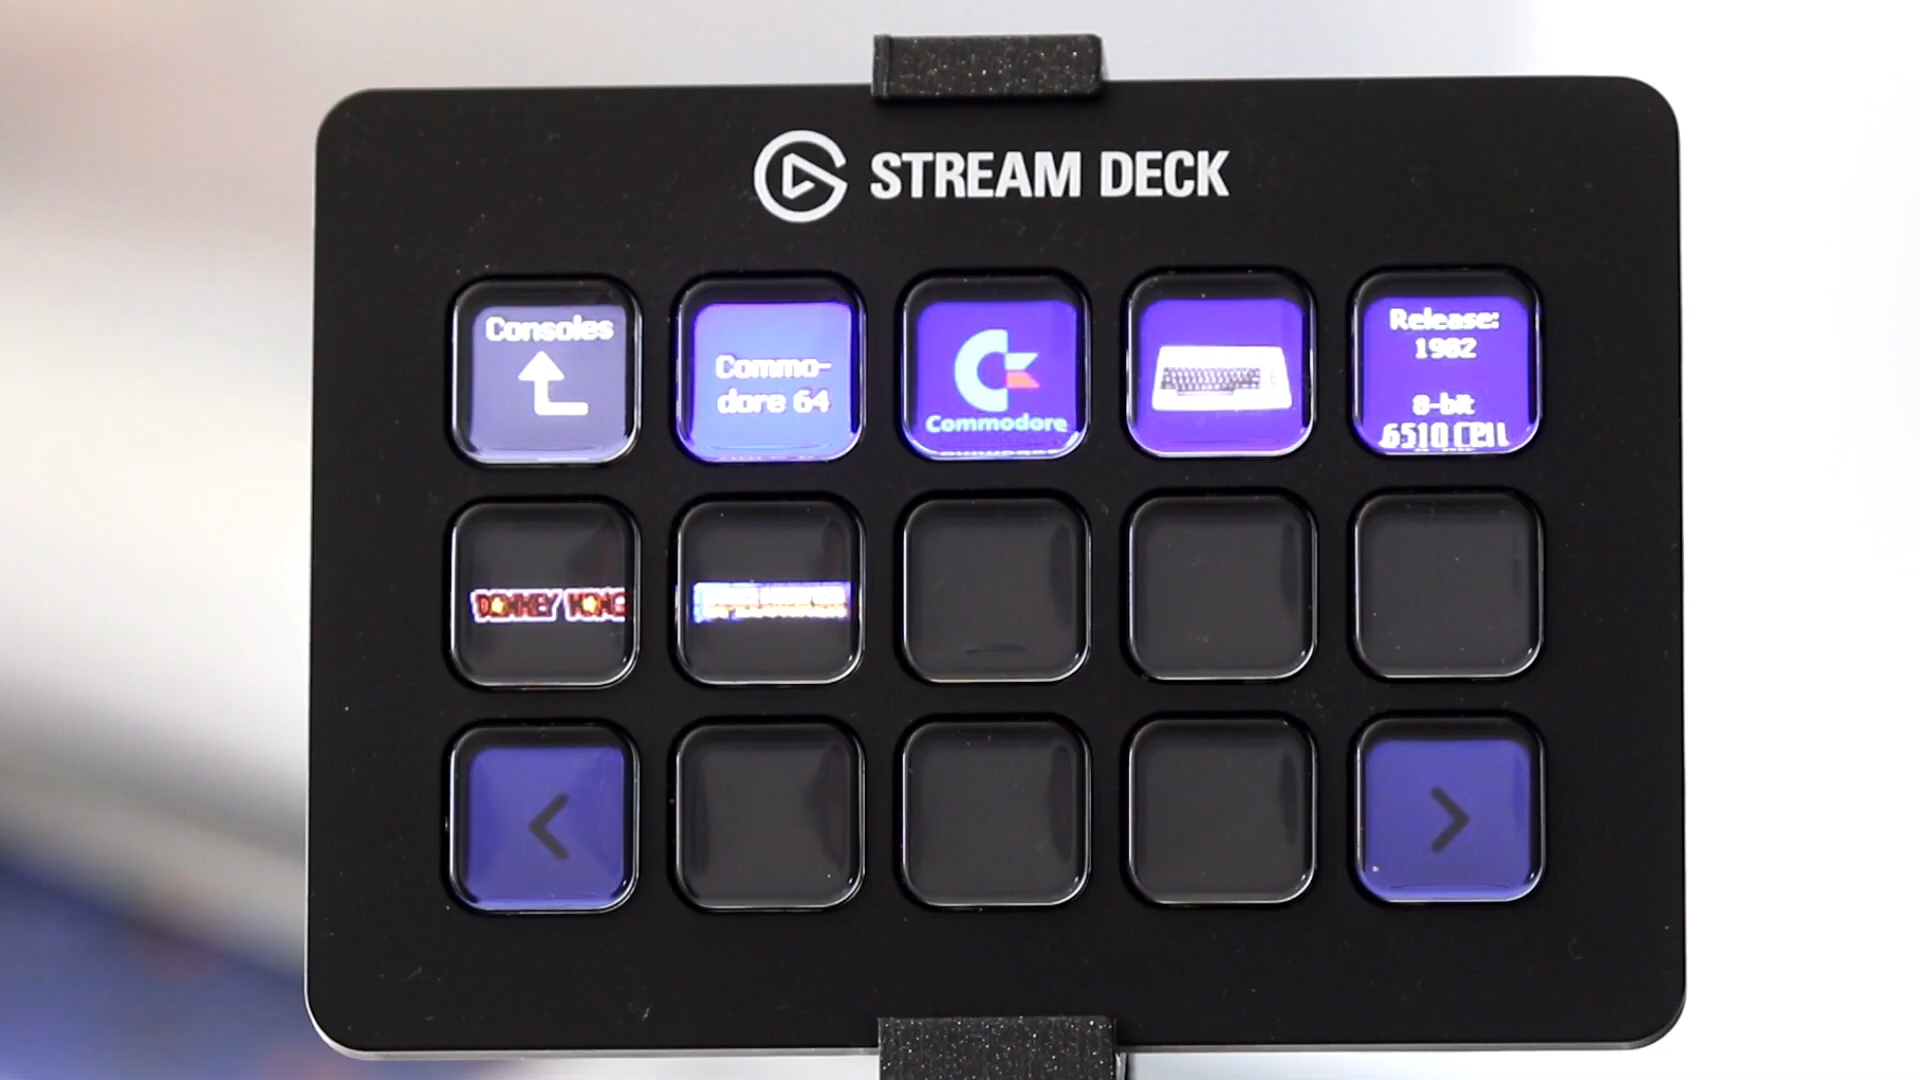 STREAM DECK
Consoles
Commo-
dore 64
Commodore
Release:
1982
8-bit
6510 CPU
DONKEY KONG